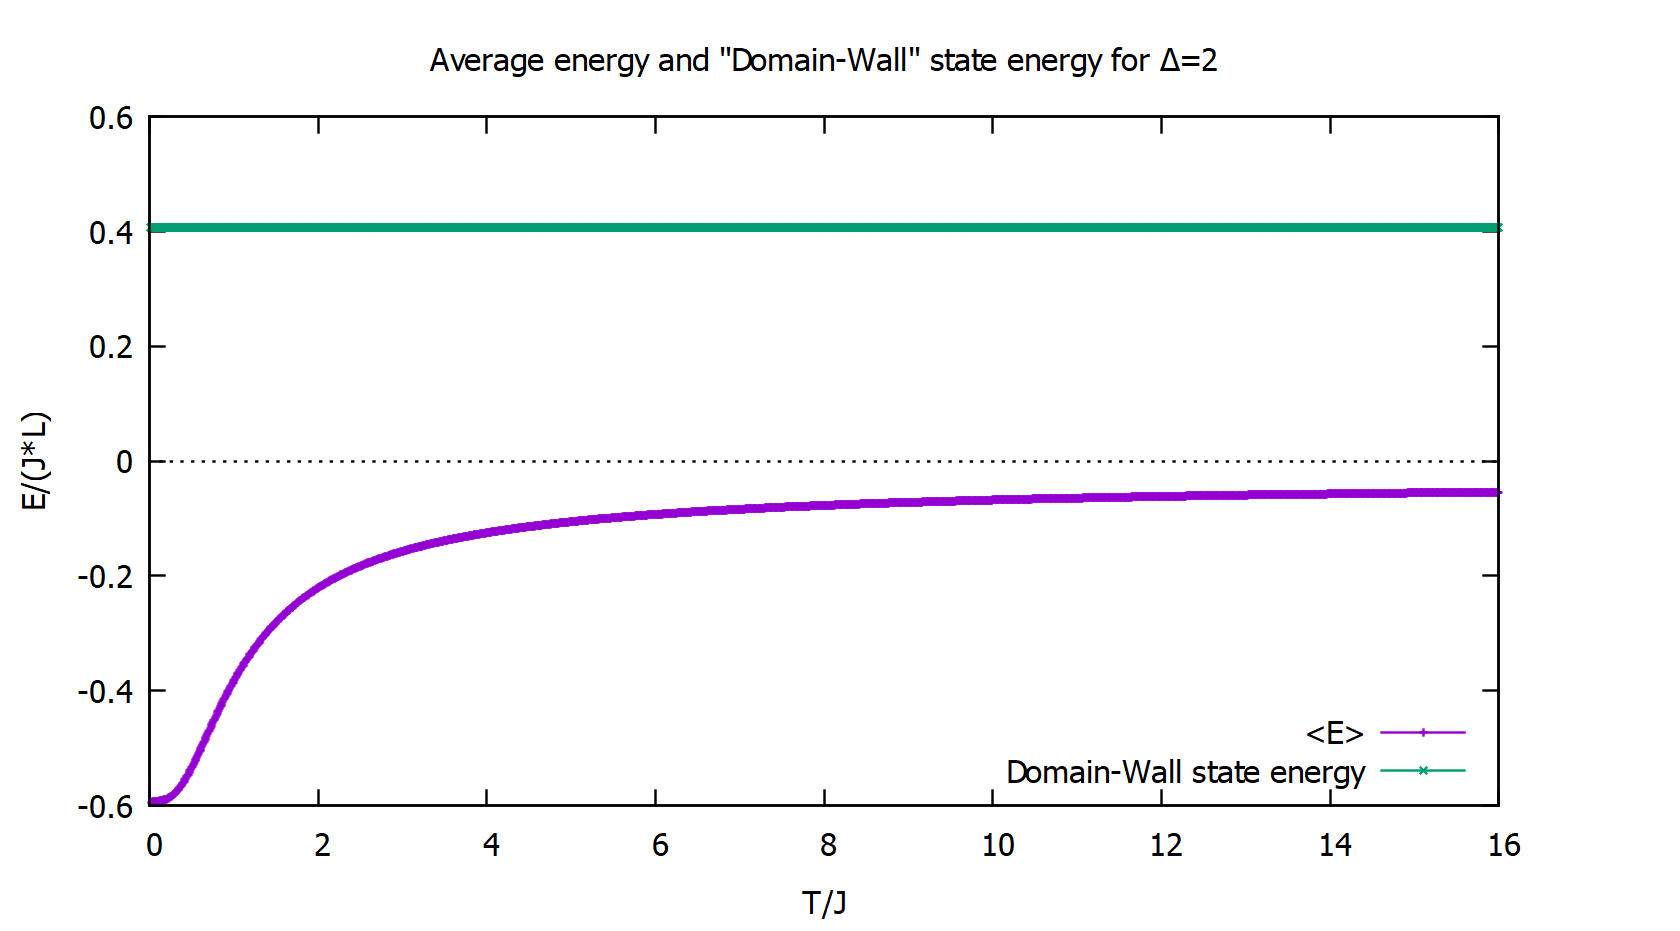 Average energy and "Domain-Wall" state energy for Δ=2
0.6
0.4
0.2
0
-0.2
-0.4
-0.6
E/(J*L)
<E>
Domain-Wall state energy
0 2 4 6 8 10 12 14 16
T/J